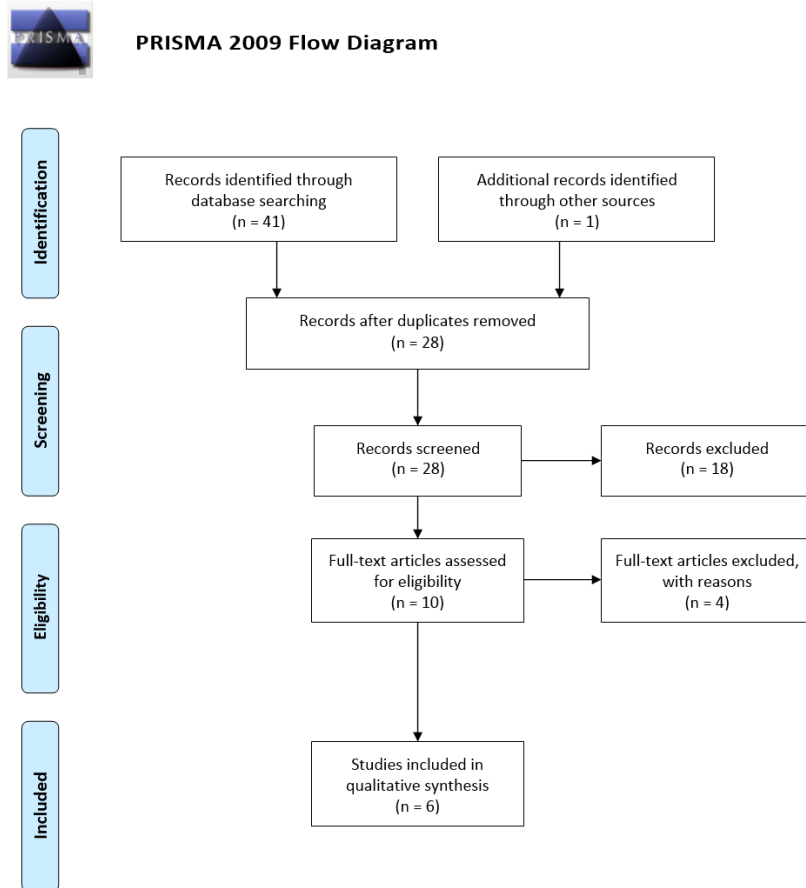 PRISMA
PRISMA 2009 Flow Diagram
Identification
Records identified through
database searching
(n = 41)
Additional records identified
through other sources
(n = 1)
Records after duplicates removed
(n = 28)
Screening
Records screened
(n = 28)
Records excluded
(n = 18)
Eligibility
Full-text articles assessed
for eligibility
(n = 10)
Full-text articles excluded,
with reasons
(n = 4)
Included
Studies included in
qualitative synthesis
(n = 6)